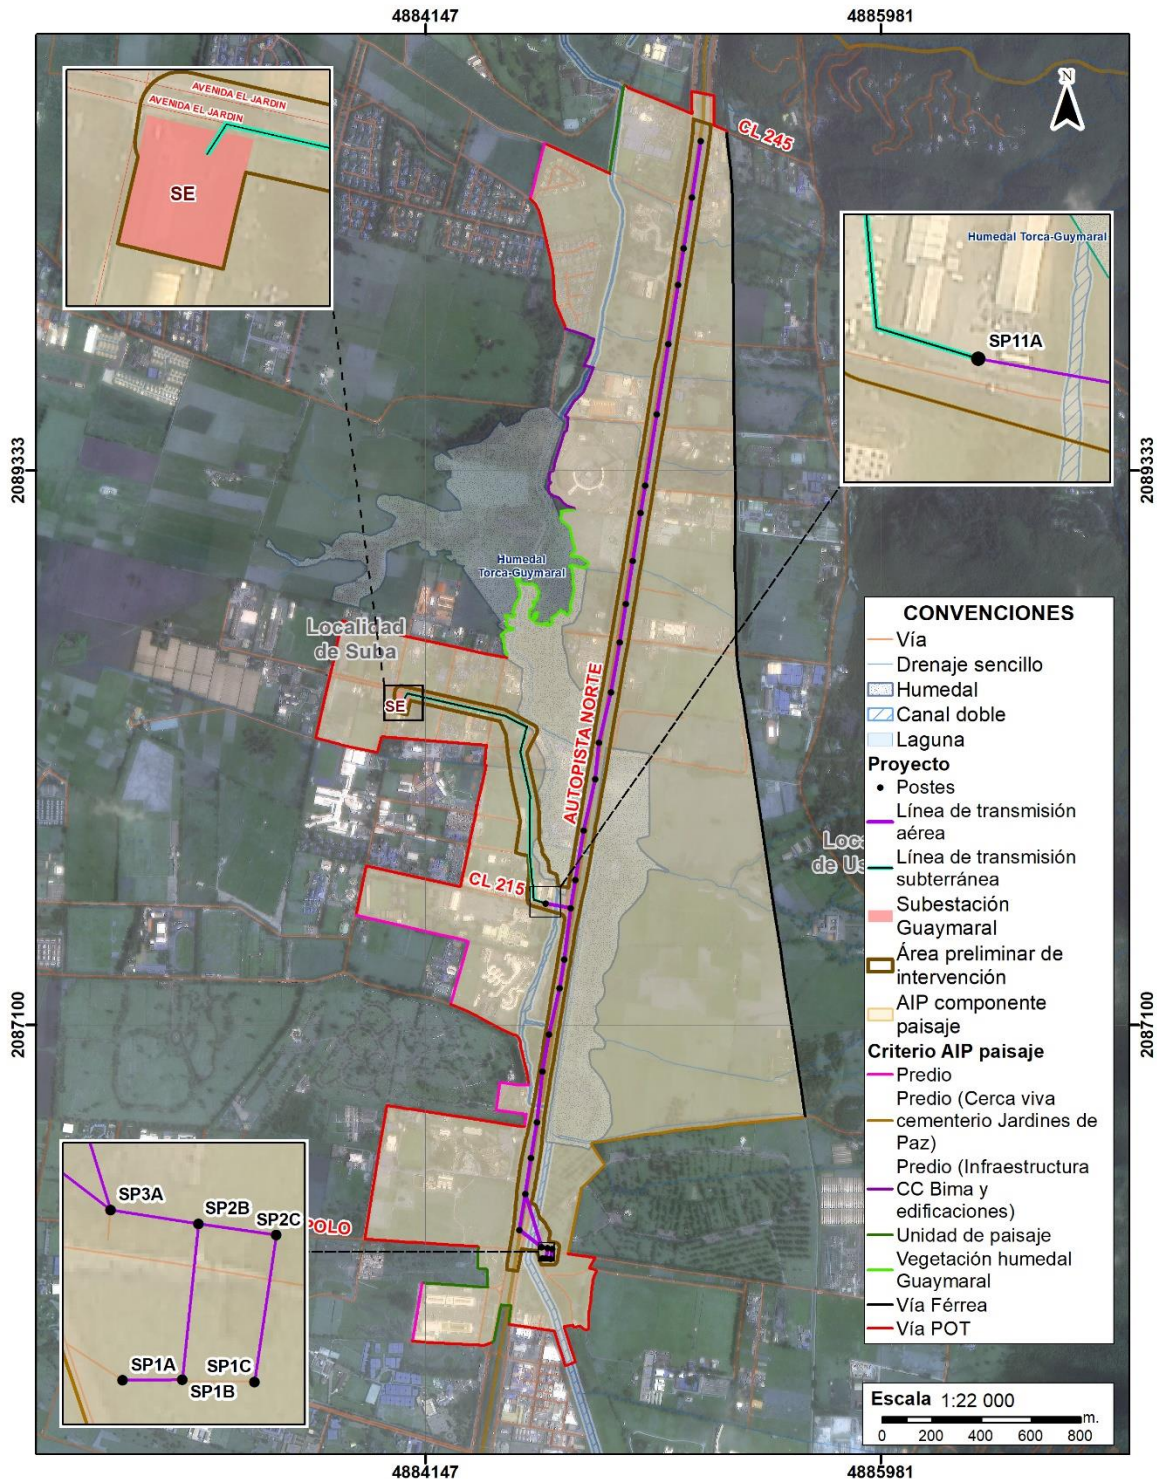 4884147
4885981
N
AVENIDA EL JARDIN
AVENIDA EL JARDIN
SE
CL 245
Humedal Torca-Guymaral
SP11A
2089333
2089333
Humedal
Torca-Guymaral
Localidad
de Suba
SE
AUTOPISTA NORTE
CL 215
Loca
de Us
2087100
2087100
POLO
SP3A
SP2B
SP2C
SP1A
SP1B
SP1C
CONVENCIONES
Vía
Drenaje sencillo
Humedal
Canal doble
Laguna
Proyecto
Postes
Línea de transmisión
aérea
Línea de transmisión
subterránea
Subestación
Guaymaral
Área preliminar de
intervención
AIP componente
paisaje
Criterio AIP paisaje
Predio
Predio (Cerca viva
cementerio Jardines de
Paz)
Predio (Infraestructura
CC Bima y
edificaciones)
Unidad de paisaje
Vegetación humedal
Guaymaral
Vía Férrea
Vía POT
Escala 1:22 000
m.
0 200 400 600 800
4884147
4885981